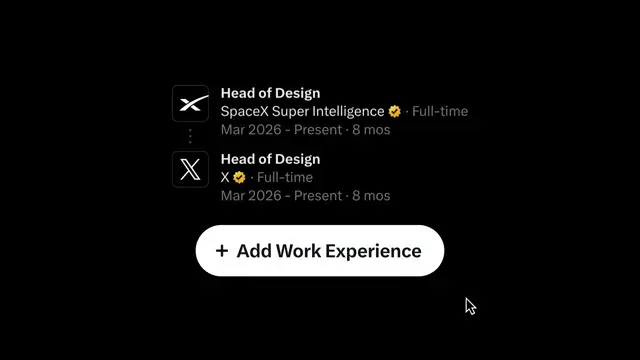 Head of Design
SpaceX Super Intelligence · Full-time
Mar 2026 - Present · 8 mos
Head of Design
X · Full-time
Mar 2026 - Present · 8 mos
+ Add Work Experience